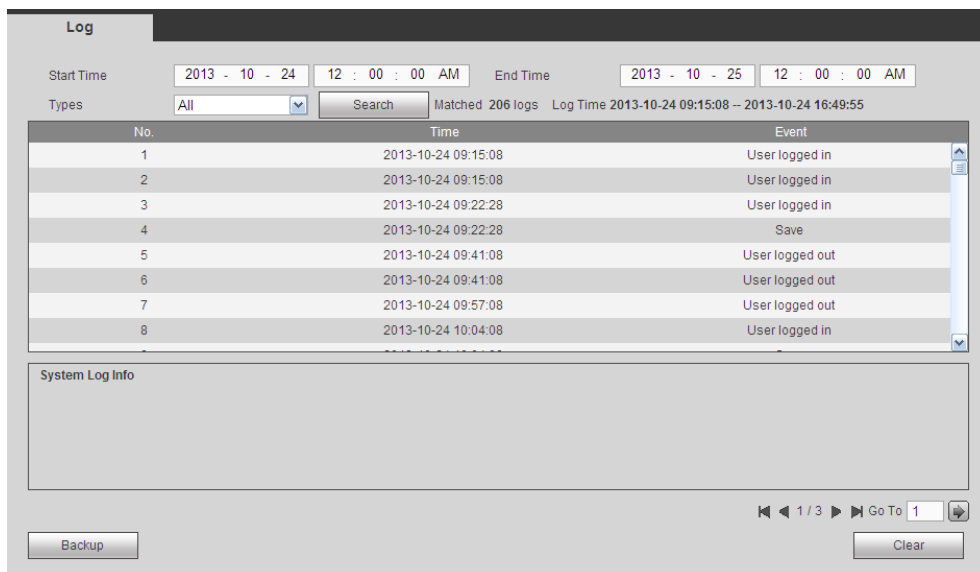 Log
Start Time 2013 - 10 - 24 12 : 00 : 00 AM End Time 2013 - 10 - 25 12 : 00 : 00 AM
Types All Search Matched 206 logs Log Time 2013-10-24 09:15:08 -- 2013-10-24 16:49:55
No. Time Event
1 2013-10-24 09:15:08 User logged in
2 2013-10-24 09:15:08 User logged in
3 2013-10-24 09:22:28 User logged in
4 2013-10-24 09:22:28 Save
5 2013-10-24 09:41:08 User logged out
6 2013-10-24 09:41:08 User logged out
7 2013-10-24 09:57:08 User logged out
8 2013-10-24 10:04:08 User logged in
System Log Info
1 / 3 Go To 1
Backup Clear